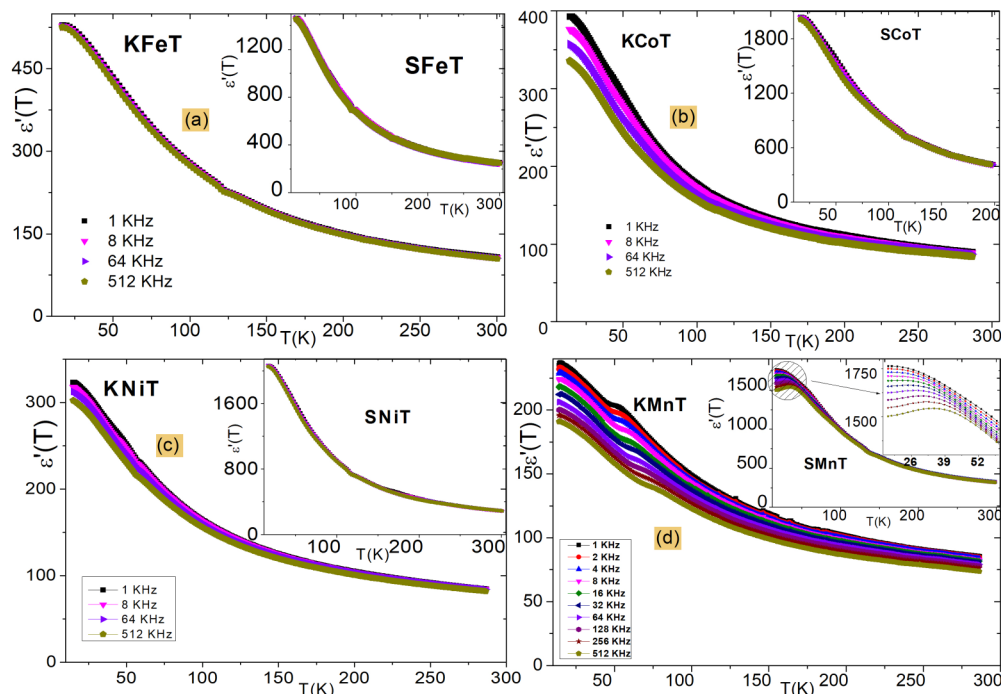 KFeT
ε'(T)
450
300
150
0
(a)
1 KHz
8 KHz
64 KHz
512 KHz
50
100
150
200
250
300
T(K)
SFeT
ε'(T)
1400
1200
800
400
0
100
200
300
T(K)
KCoT
ε'(T)
400
300
200
100
0
(b)
1 KHz
8 KHz
64 KHz
512 KHz
50
100
150
200
250
300
T(K)
SCoT
ε'(T)
1800
1200
600
0
50
100
150
200
T(K)
KNiT
ε'(T)
300
200
100
0
(c)
1 KHz
8 KHz
64 KHz
512 KHz
50
100
150
200
250
300
T(K)
SNiT
ε'(T)
1600
800
0
100
200
300
T(K)
KMnT
ε'(T)
200
150
100
50
0
(d)
1 KHz
2 KHz
4 KHz
8 KHz
16 KHz
32 KHz
64 KHz
128 KHz
256 KHz
512 KHz
50
100
150
200
250
300
T(K)
SMnT
ε'(T)
1500
1000
500
0
100
200
300
T(K)
1750
1500
26
39
52